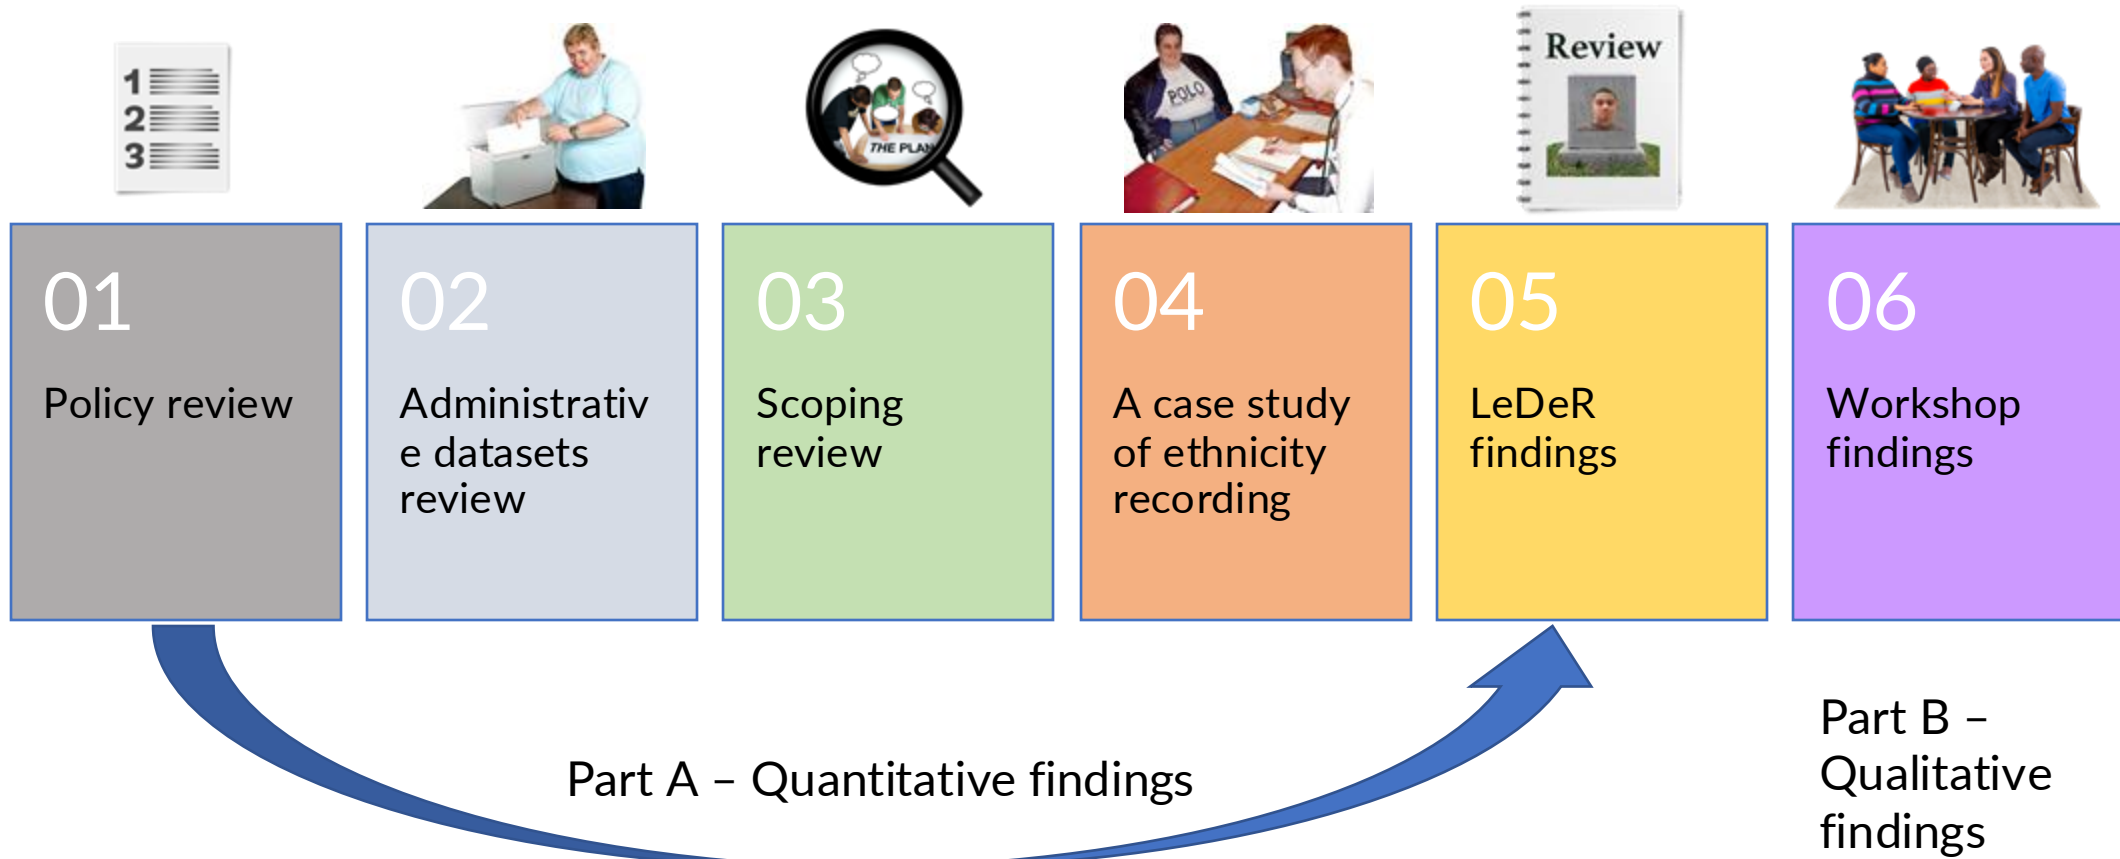 1
2
3
THE PLAN
POLO
Review
01
Policy review
02
Administrativ
e datasets
review
03
Scoping
review
04
A case study
of ethnicity
recording
05
LeDeR
findings
06
Workshop
findings
Part A – Quantitative findings
Part B –
Qualitative
findings